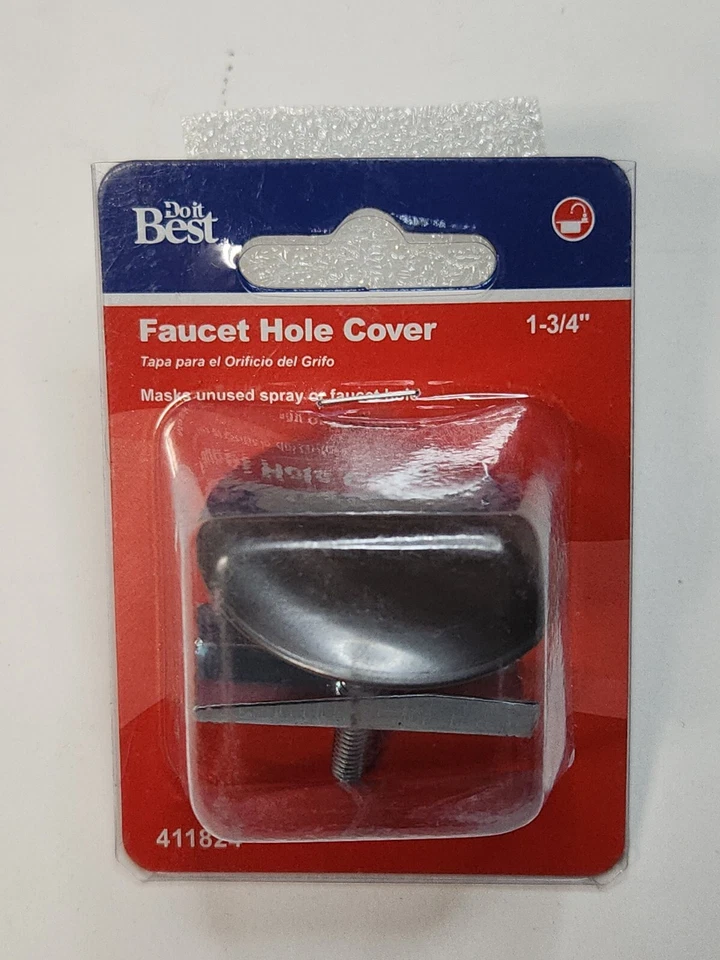 Do it
Best
Faucet Hole Cover
1-3/4"
Tapa para el Orificio del Grifo
Masks unused spray or faucet hole
411824